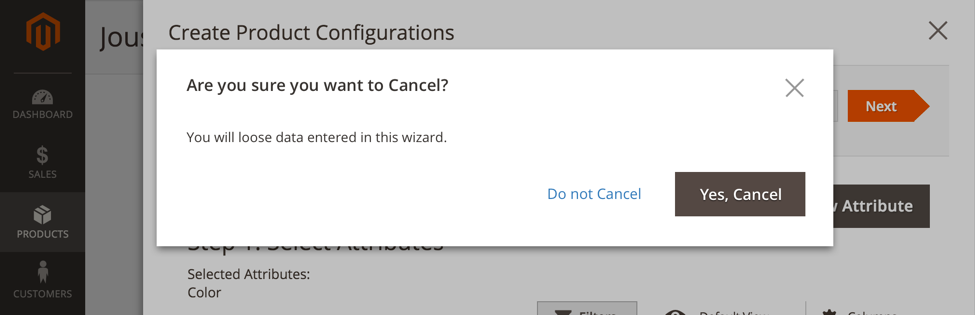 Jous
Create Product Configurations
Are you sure you want to Cancel?
You will loose data entered in this wizard.
Do not Cancel
Yes, Cancel
Next
Attribute
DASHBOARD
SALES
PRODUCTS
CUSTOMERS
Step 1: Select Attributes
Selected Attributes:
Color
Filters
Default View
Columns